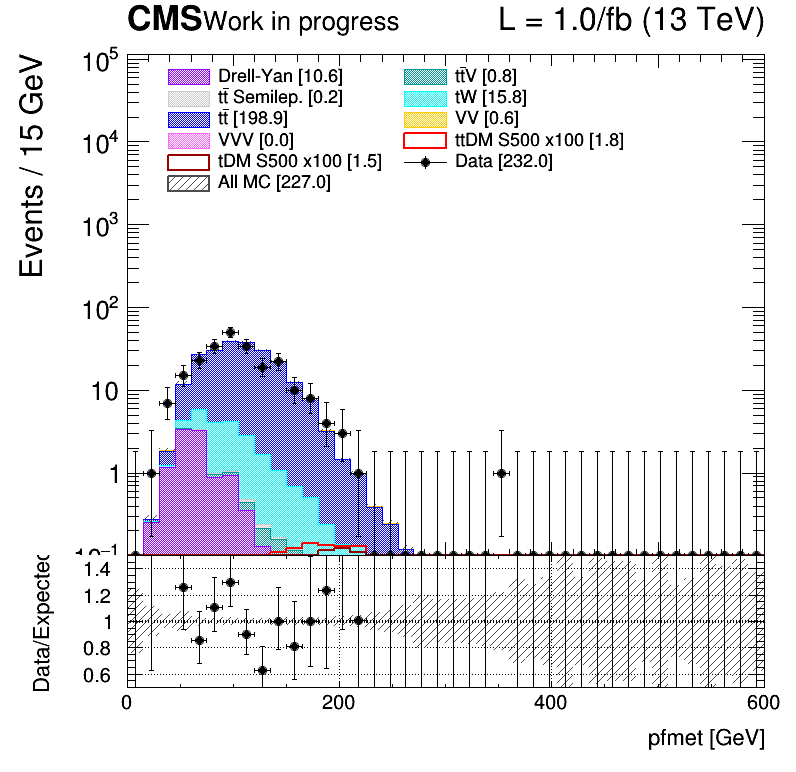 CMS Work in progress L = 1.0/fb (13 TeV)
Events / 15 GeV
10⁵
10⁴
10³
10²
10
1
10⁻¹
Drell-Yan [10.6]
tt̄V [0.8]
tt̄ Semilep. [0.2]
tW [15.8]
tt̄ [198.9]
VV [0.6]
VVV [0.0]
ttDM S500 x100 [1.8]
tDM S500 x100 [1.5]
Data [232.0]
All MC [227.0]
Data/Expected
1.4
1.2
1
0.8
0.6
0 200 400 600
pfmet [GeV]